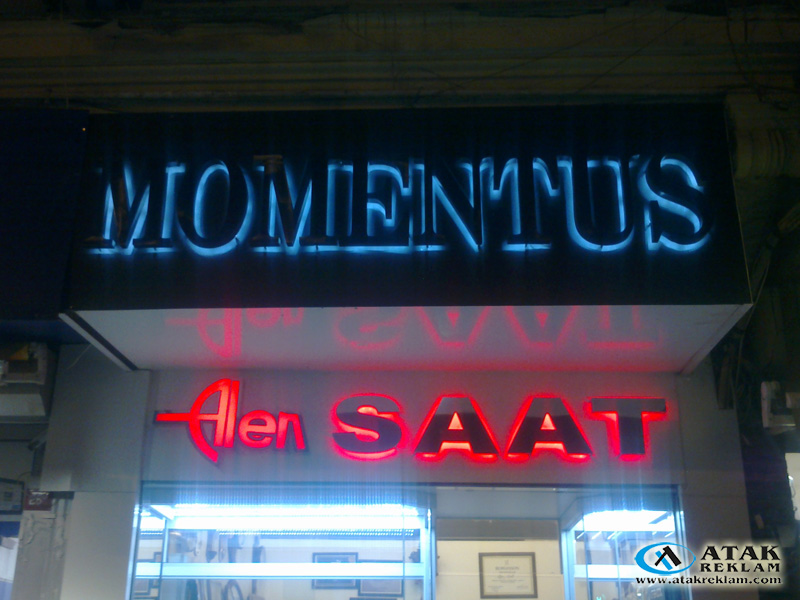 MOMENTUS
Alen SAAT
ATAK
REKLAM
www.atakreklam.com